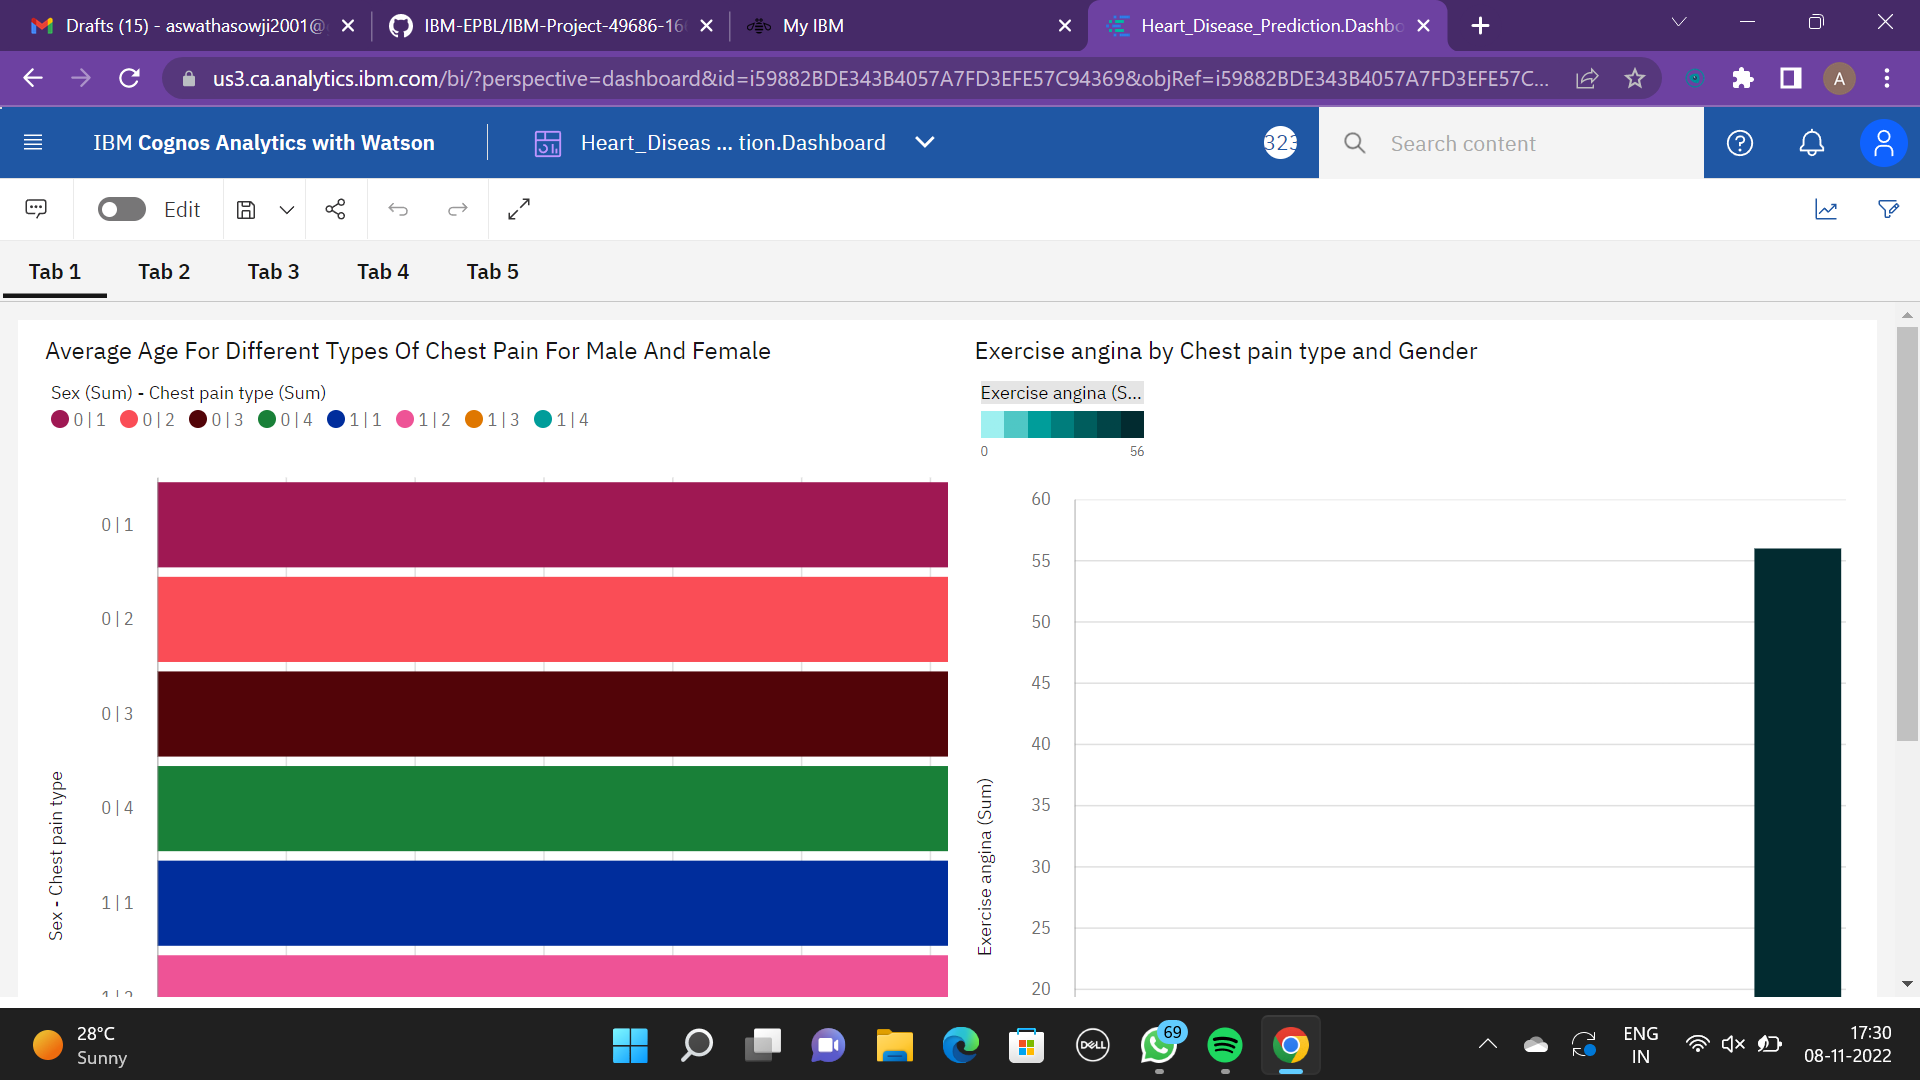 Drafts (15) - aswathasowji2001@
IBM-EPBL/IBM-Project-49686-16
My IBM
Heart_Disease_Prediction.Dashbo
us3.ca.analytics.ibm.com/bi/?perspective=dashboard&id=i59882BDE343B4057A7FD3EFE57C94369&objRef=i59882BDE343B4057A7FD3EFE57C...
A
IBM Cognos Analytics with Watson
Heart_Diseas ... tion.Dashboard
323
Search content
Edit
Tab 1
Tab 2
Tab 3
Tab 4
Tab 5
Average Age For Different Types Of Chest Pain For Male And Female
Sex (Sum) - Chest pain type (Sum)
0 | 1 0 | 2 0 | 3 0 | 4 1 | 1 1 | 2 1 | 3 1 | 4
0 | 1
0 | 2
0 | 3
0 | 4
1 | 1
1 | 2
Sex - Chest pain type
Exercise angina by Chest pain type and Gender
Exercise angina (S...
0 56
60
55
50
45
40
35
30
25
20
Exercise angina (Sum)
28°C
Sunny
DELL
69
ENG
IN
17:30
08-11-2022